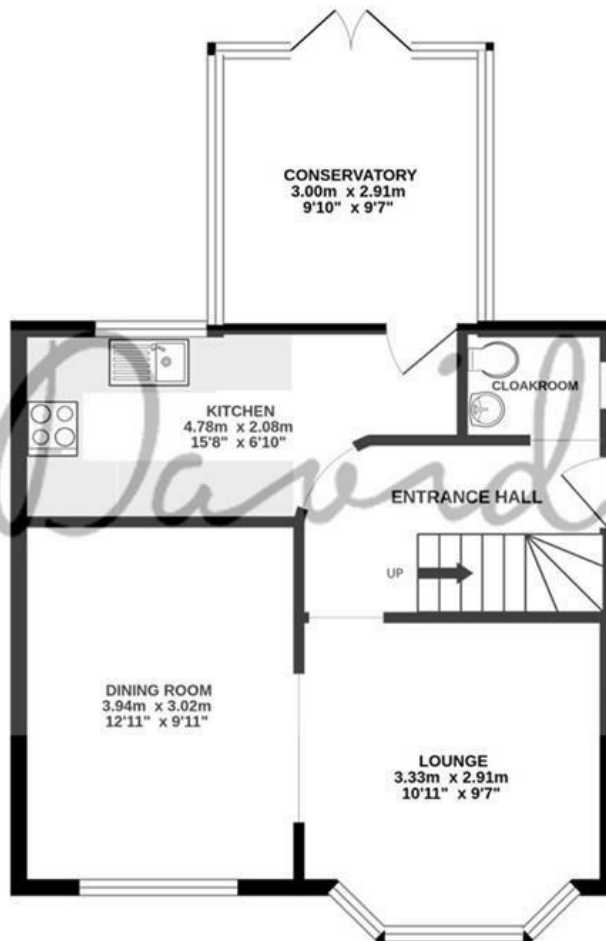 CONSERVATORY
3.00m x 2.91m
9'10" x 9'7"
CLOAKROOM
KITCHEN
4.78m x 2.08m
15'8" x 6'10"
David
ENTRANCE HALL
UP
DINING ROOM
3.94m x 3.02m
12'11" x 9'11"
LOUNGE
3.33m x 2.91m
10'11" x 9'7"